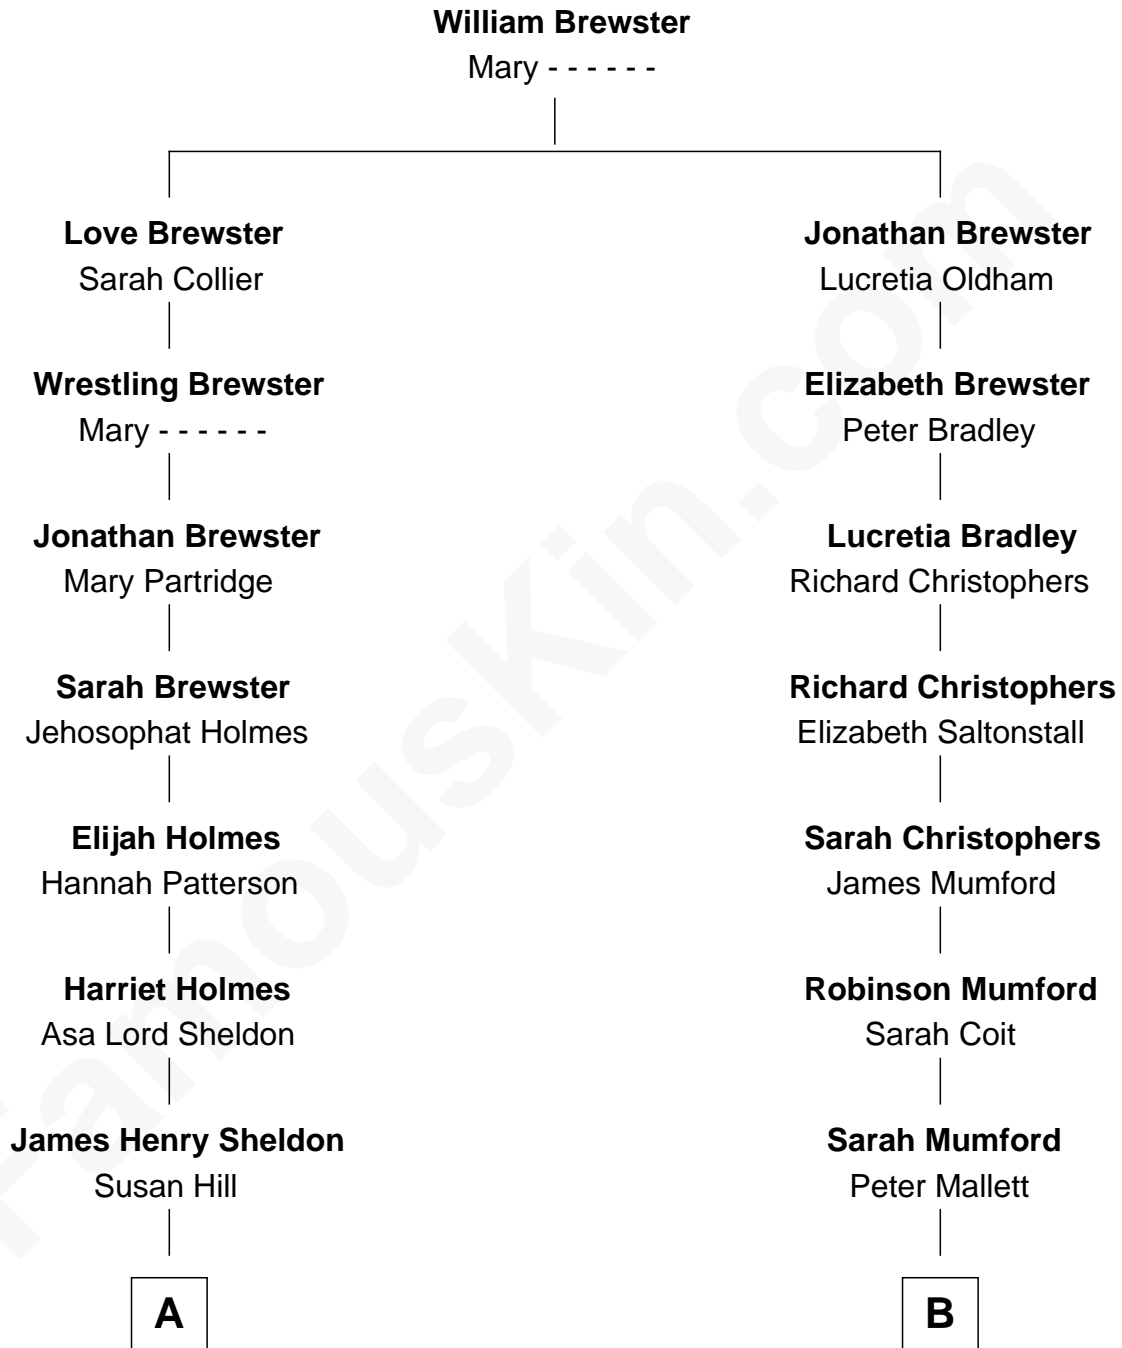 William Brewster
Mary - - - - - -
Love Brewster
Sarah Collier
Wrestling Brewster
Mary - - - - - -
Jonathan Brewster
Mary Partridge
Sarah Brewster
Jehosophat Holmes
Elijah Holmes
Hannah Patterson
Harriet Holmes
Asa Lord Sheldon
James Henry Sheldon
Susan Hill
A
Jonathan Brewster
Lucretia Oldham
Elizabeth Brewster
Peter Bradley
Lucretia Bradley
Richard Christophers
Richard Christophers
Elizabeth Saltonstall
Sarah Christophers
James Mumford
Robinson Mumford
Sarah Coit
Sarah Mumford
Peter Mallett
B
FamousKin.com